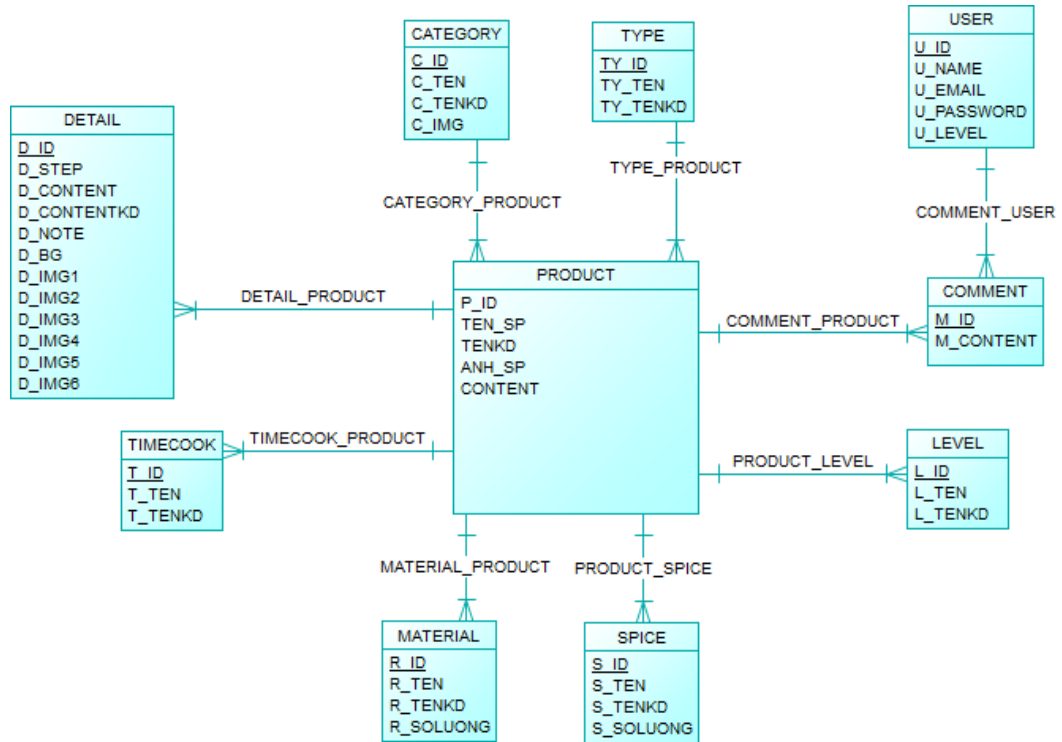 CATEGORY
C_ID
C_TEN
C_TENKD
C_IMG
TYPE
TY_ID
TY_TEN
TY_TENKD
USER
U_ID
U_NAME
U_EMAIL
U_PASSWORD
U_LEVEL
DETAIL
D_ID
D_STEP
D_CONTENT
D_CONTENTKD
D_NOTE
D_BG
D_IMG1
D_IMG2
D_IMG3
D_IMG4
D_IMG5
D_IMG6
CATEGORY_PRODUCT
TYPE_PRODUCT
COMMENT_USER
DETAIL_PRODUCT
PRODUCT
P_ID
TEN_SP
TENKD
ANH_SP
CONTENT
COMMENT_PRODUCT
COMMENT
M_ID
M_CONTENT
TIMECOOK
T_ID
T_TEN
T_TENKD
TIMECOOK_PRODUCT
PRODUCT_LEVEL
LEVEL
L_ID
L_TEN
L_TENKD
MATERIAL_PRODUCT
PRODUCT_SPICE
MATERIAL
R_ID
R_TEN
R_TENKD
R_SOLUONG
SPICE
S_ID
S_TEN
S_TENKD
S_SOLUONG